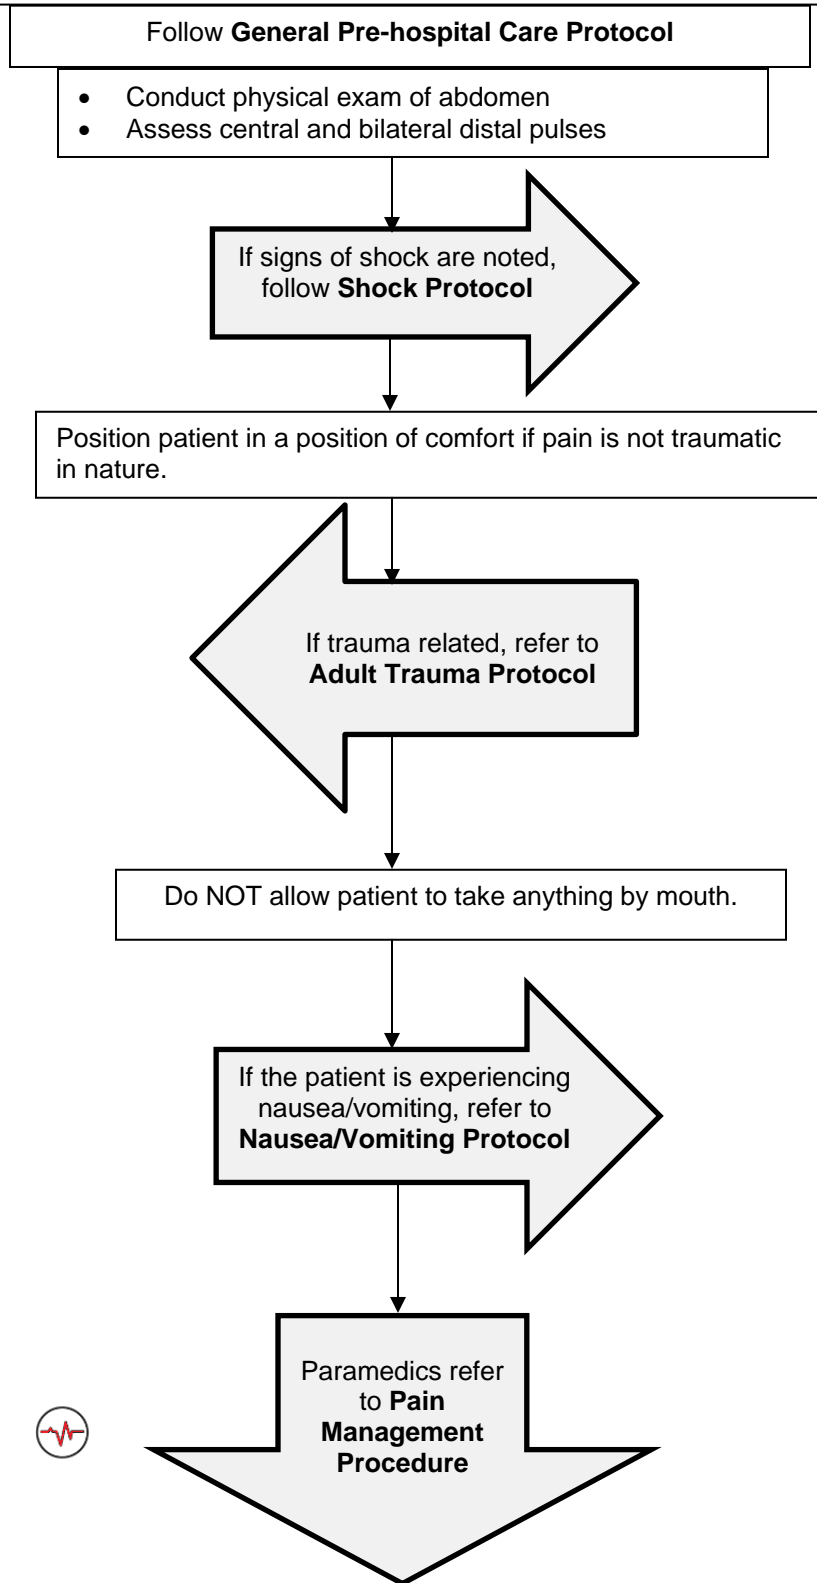 Follow General Pre-hospital Care Protocol
• Conduct physical exam of abdomen
• Assess central and bilateral distal pulses
If signs of shock are noted,
follow Shock Protocol
Position patient in a position of comfort if pain is not traumatic
in nature.
If trauma related, refer to
Adult Trauma Protocol
Do NOT allow patient to take anything by mouth.
If the patient is experiencing
nausea/vomiting, refer to
Nausea/Vomiting Protocol
Paramedics refer
to Pain
Management
Procedure